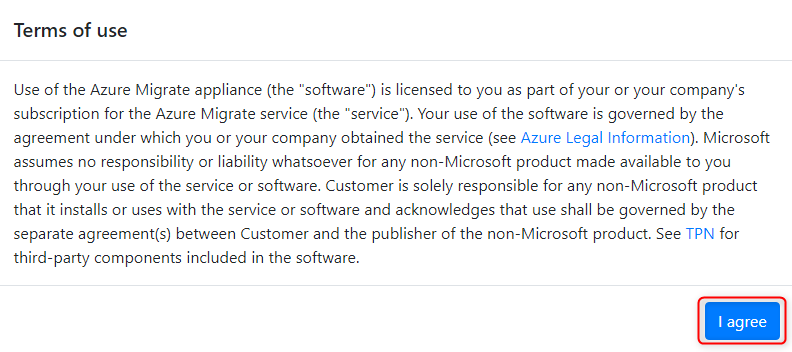 Terms of use
Use of the Azure Migrate appliance (the "software") is licensed to you as part of your or your company's
subscription for the Azure Migrate service (the "service"). Your use of the software is governed by the
agreement under which you or your company obtained the service (see Azure Legal Information). Microsoft
assumes no responsibility or liability whatsoever for any non-Microsoft product made available to you
through your use of the service or software. Customer is solely responsible for any non-Microsoft product
that it installs or uses with the service or software and acknowledges that use shall be governed by the
separate agreement(s) between Customer and the publisher of the non-Microsoft product. See TPN for
third-party components included in the software.
I agree